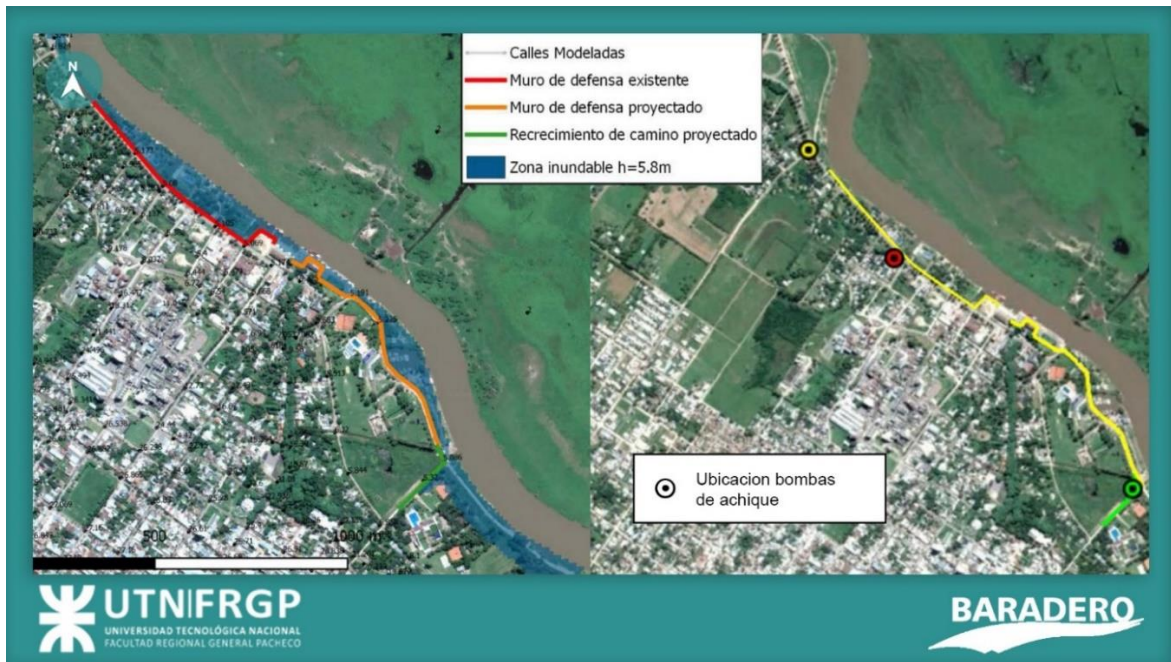 N
Calles Modeladas
Muro de defensa existente
Muro de defensa proyectado
Recrecimiento de camino proyectado
Zona inundable h=5.8m
500
1000 m
Ubicacion bombas
de achique
UTN|FRGP
UNIVERSIDAD TECNOLÓGICA NACIONAL
FACULTAD REGIONAL GENERAL PACHECO
BARADERO